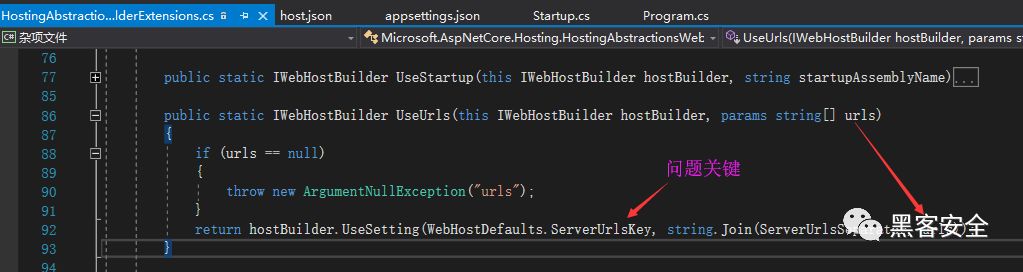 HostingAbstractio...lderExtensions.cs host.json appsettings.json Startup.cs Program.cs
C# 杂项文件 Microsoft.AspNetCore.Hosting.HostingAbstractionsWeb UseUrls(IWebHostBuilder hostBuilder, params st
76
77 public static IWebHostBuilder UseStartup(this IWebHostBuilder hostBuilder, string startupAssemblyName)...
85
86 public static IWebHostBuilder UseUrls(this IWebHostBuilder hostBuilder, params string[] urls)
87 {
88 if (urls == null)
89 {
问题关键
90 throw new ArgumentNullException("urls");
91 }
92 return hostBuilder.UseSetting(WebHostDefaults.ServerUrlsKey, string.Join(
93 }
94
黑客安全